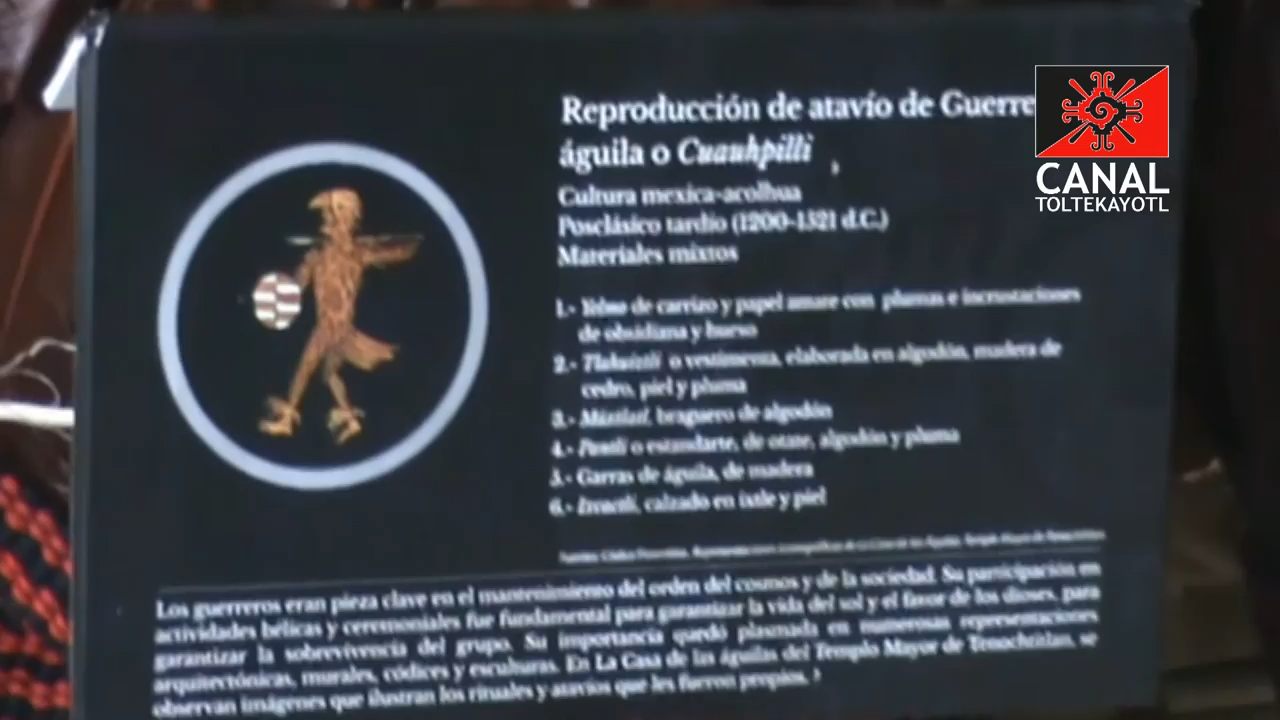 Reproducción de atavío de Guerre
águila o Cuauhpilli
Cultura mexica-acolhua
Posclásico tardío (1200-1521 d.C.)
Materiales mixtos
1.- Yelmo de carrizo y papel amate con plumas e incrustaciones
de obsidiana y hueso
2.- Tlahuiztli o vestimenta, elaborada en algodón, madera de
cedro, piel y pluma
3.- Máxtlatl, braguero de algodón
4.- Pantli o estandarte, de otate, algodón y pluma
5.- Garras de águila, de madera
6.- calzado en ixtle y piel
Los guerreros eran pieza clave en el mantenimiento del orden del cosmos y de la sociedad. Su participación en
actividades bélicas y ceremoniales fue fundamental para garantizar la vida del sol y el favor de los dioses, para
garantizar la sobrevivencia del grupo. Su importancia quedó plasmada en numerosas representaciones
arquitectónicas, murales, códices y esculturas. En La Casa de las águilas del Templo Mayor de Tenochtitlan, se
observan imágenes que ilustran los rituales y atavíos que les fueron propios.
CANAL
TOLTEKAYOTL